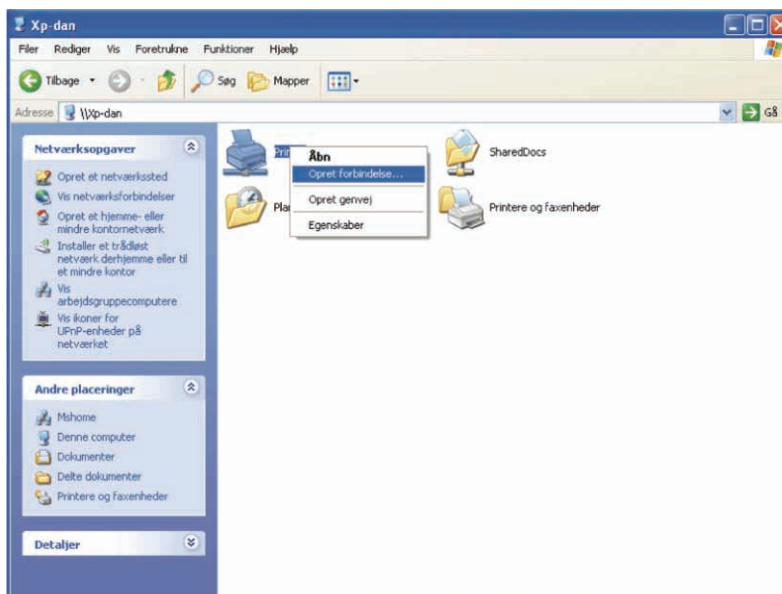 Xp-dan
Filer Rediger Vis Foretrukne Funktioner Hjælp
Tilbage Søg Mapper
Adresse \\Xp-dan Gå
Netværksopgaver
Opret et netværkssted
Vis netværksforbindelser
Opret et hjemme- eller
mindre kontornetværk
Installer et trådløst
netværk derhjemme eller til
et mindre kontor
Vis
arbejdsgruppecomputere
Vis ikoner for
UPnP-enheder på
netværket
Andre placeringer
Mshome
Denne computer
Dokumenter
Delte dokumenter
Printere og faxenheder
Detaljer
Åbn
Opret forbindelse...
Opret genvej
Egenskaber
SharedDocs
Printere og faxenheder